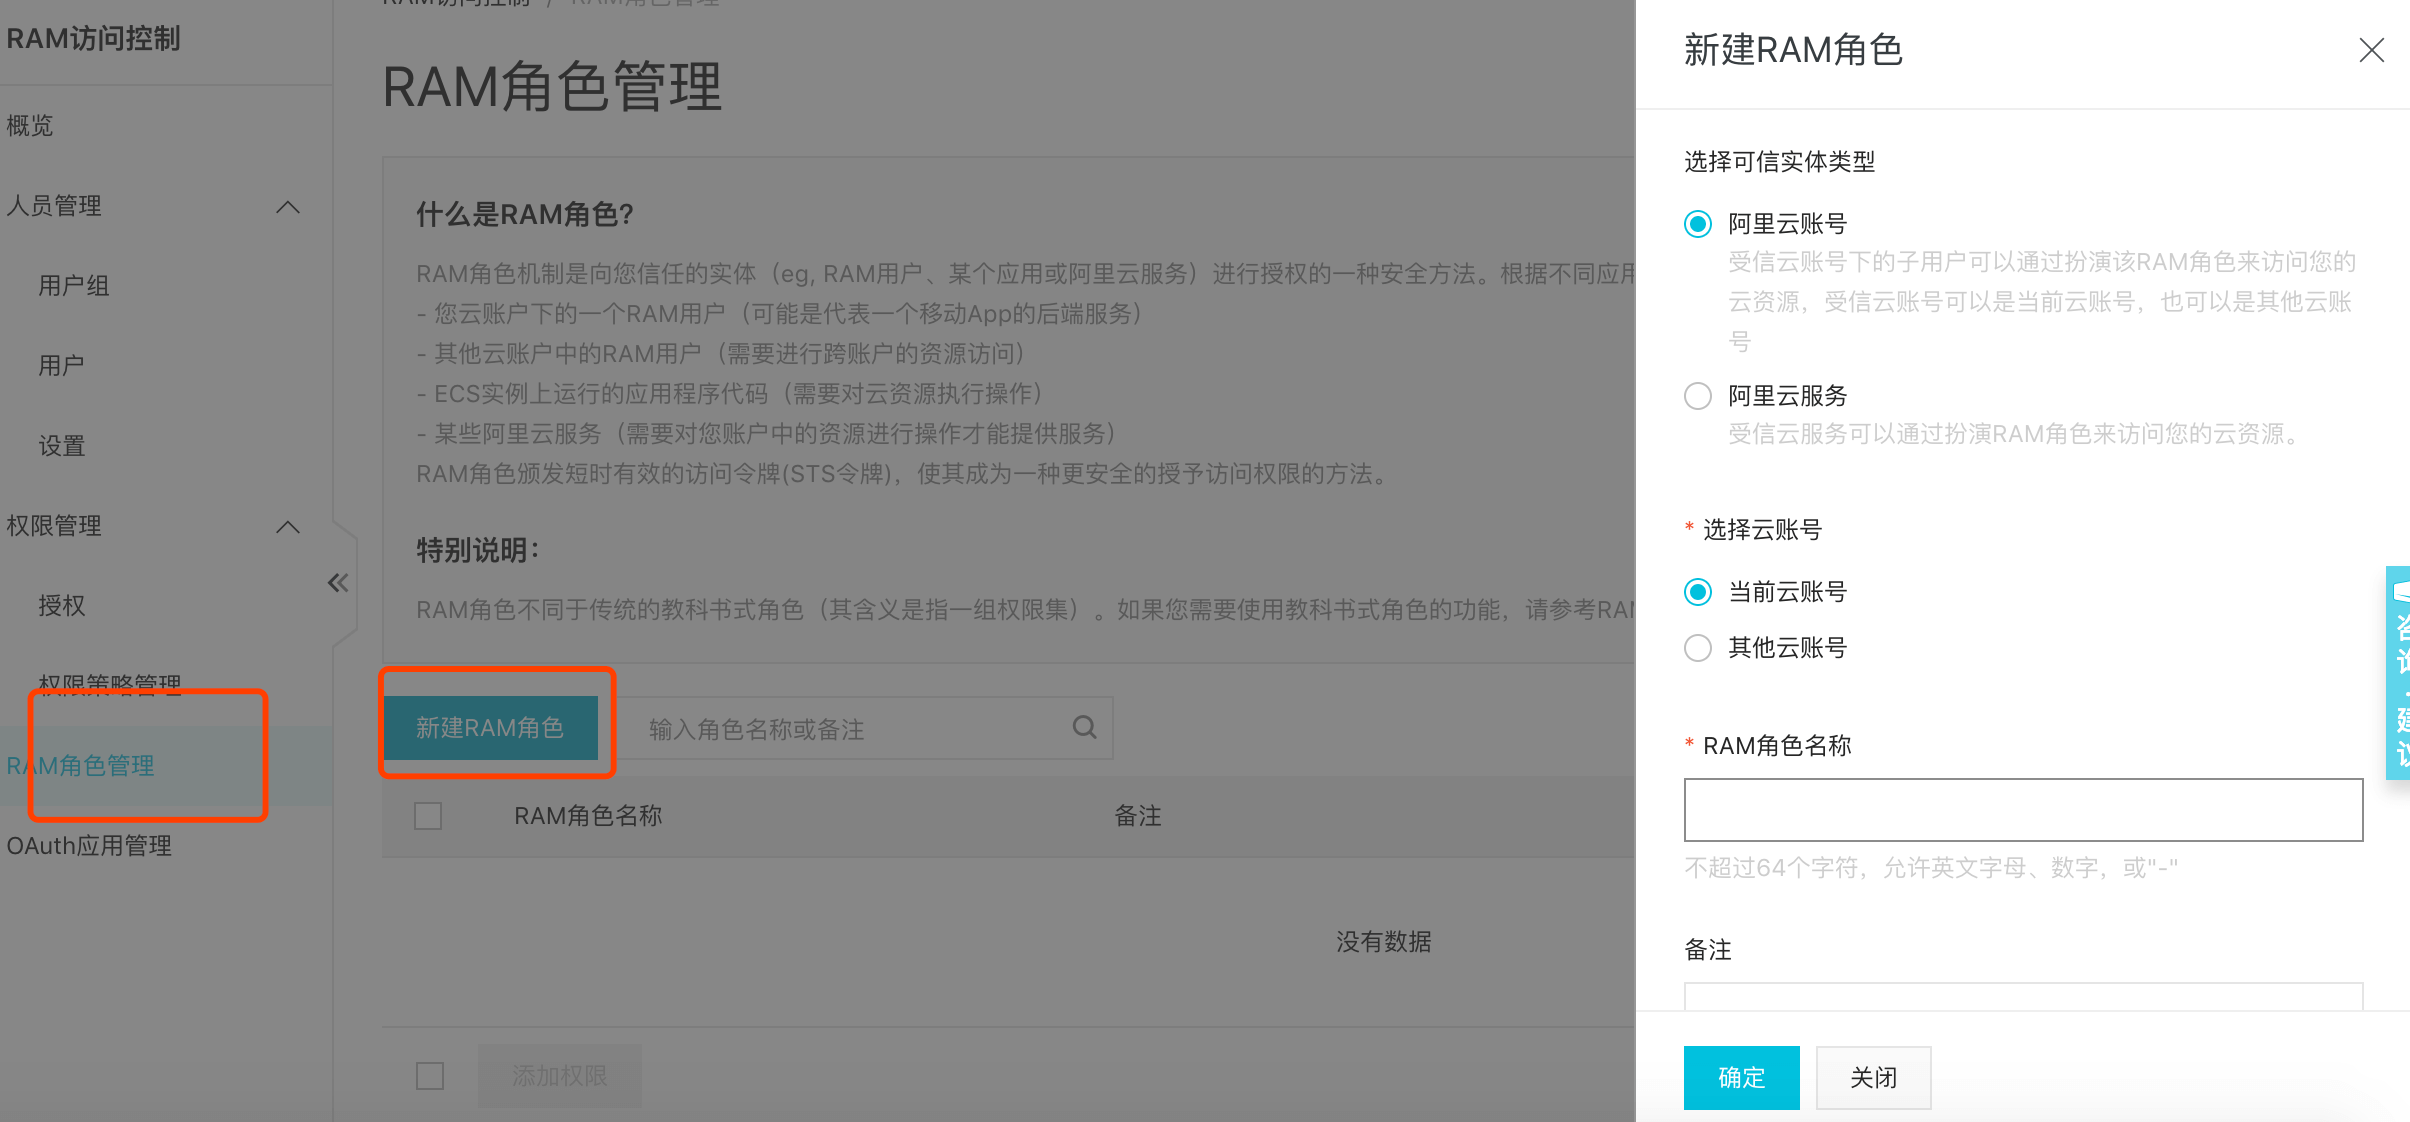 RAM访问控制
概览
人员管理
用户组
用户
设置
权限管理
授权
权限策略管理
RAM角色管理
OAuth应用管理
RAM访问控制 / RAM角色管理
RAM角色管理
什么是RAM角色?
RAM角色机制是向您信任的实体（eg, RAM用户、某个应用或阿里云服务）进行授权的一种安全方法。根据不同应用
- 您云账户下的一个RAM用户（可能是代表一个移动App的后端服务）
- 其他云账户中的RAM用户（需要进行跨账户的资源访问）
- ECS实例上运行的应用程序代码（需要对云资源执行操作）
- 某些阿里云服务（需要对您账户中的资源进行操作才能提供服务）
RAM角色颁发短时有效的访问令牌(STS令牌)，使其成为一种更安全的授予访问权限的方法。
特别说明：
RAM角色不同于传统的教科书式角色（其含义是指一组权限集）。如果您需要使用教科书式角色的功能，请参考RAM
新建RAM角色
输入角色名称或备注
RAM角色名称 备注
没有数据
添加权限
新建RAM角色
选择可信实体类型
阿里云账号
受信云账号下的子用户可以通过扮演该RAM角色来访问您的
云资源，受信云账号可以是当前云账号，也可以是其他云账
号
阿里云服务
受信云服务可以通过扮演RAM角色来访问您的云资源。
* 选择云账号
当前云账号
其他云账号
* RAM角色名称
不超过64个字符，允许英文字母、数字，或"-"
备注
确定
关闭
咨询·建议